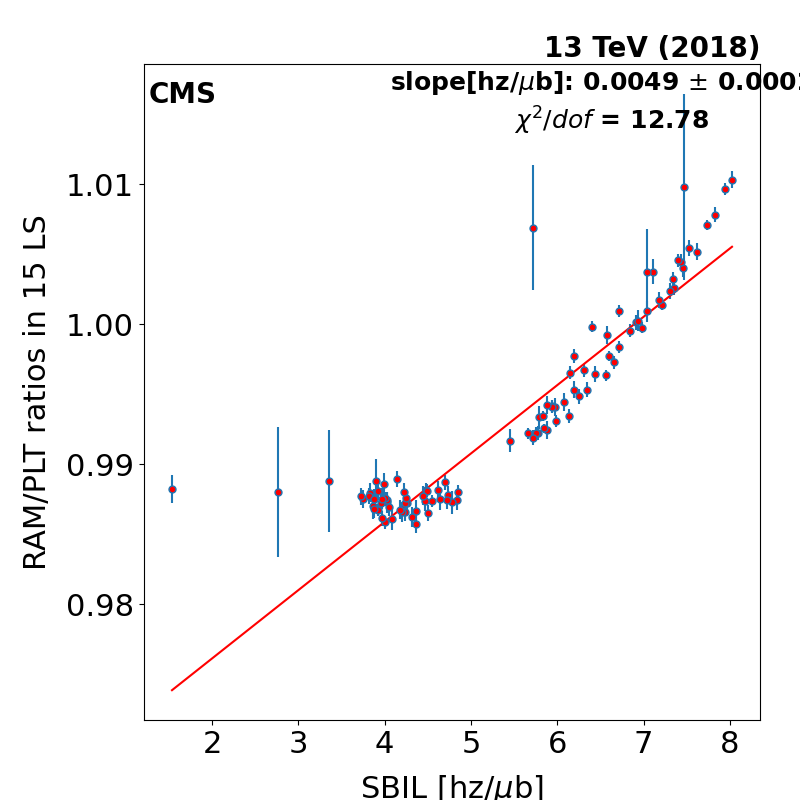 13 TeV (2018)
CMS
slope[hz/μb]: 0.0049 ± 0.000
χ²/dof = 12.78
RAM/PLT ratios in 15 LS
1.01
1.00
0.99
0.98
2 3 4 5 6 7 8
SBIL [hz/μb]